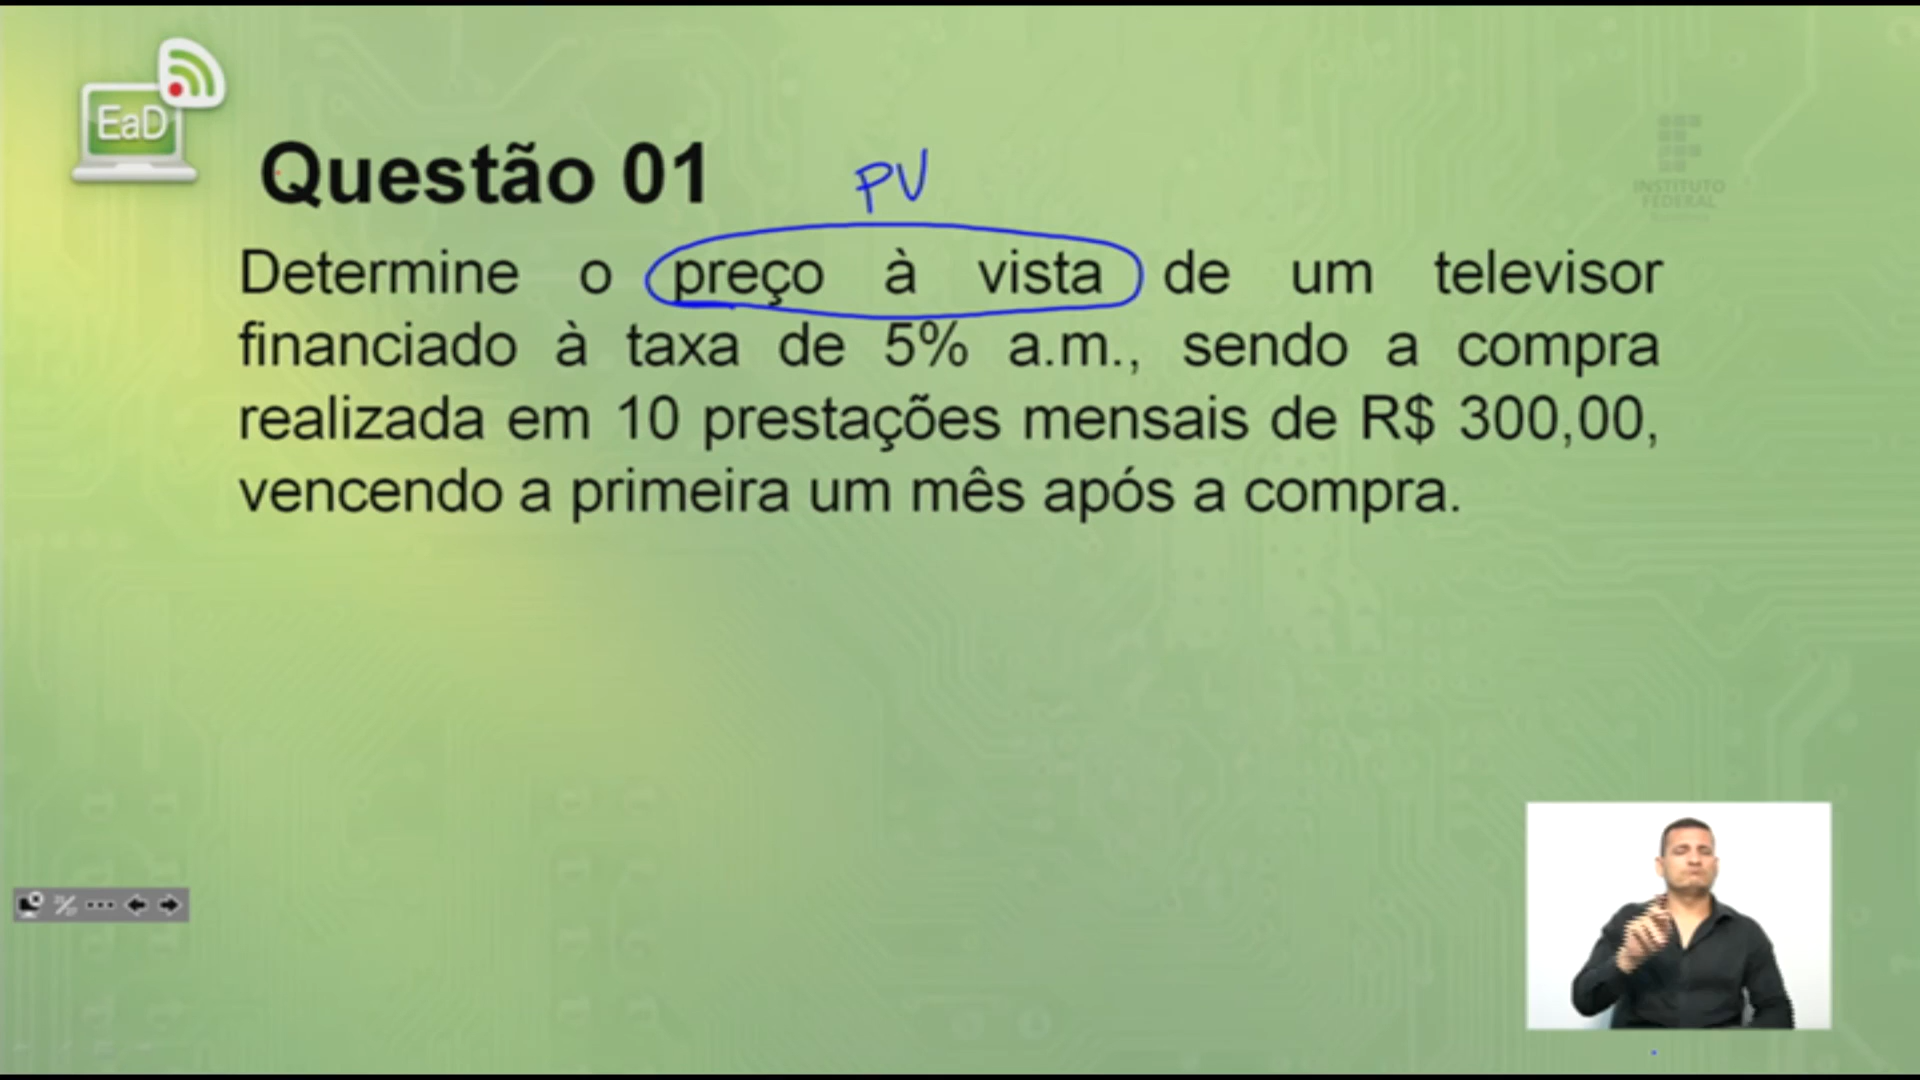 EaD
Questão 01
PV
INSTITUTO
FEDERAL
Determine o preço à vista de um televisor
financiado à taxa de 5% a.m., sendo a compra
realizada em 10 prestações mensais de R$ 300,00,
vencendo a primeira um mês após a compra.